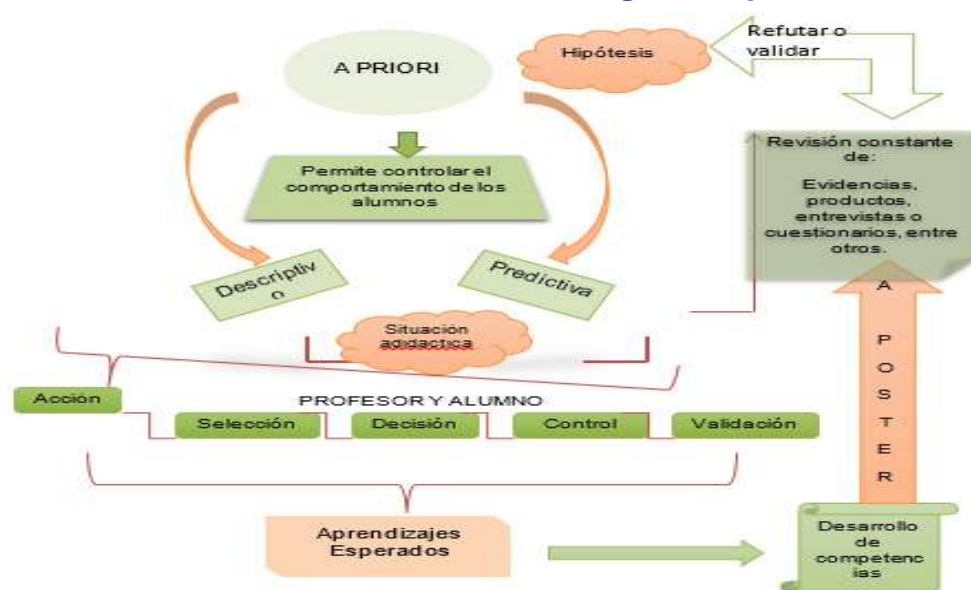 Refutar o
validar
Hipótesis
A PRIORI
Revisión constante
de:
Evidencias,
productos,
entrevistas o
cuestionarios, entre
otros.
Permite controlar el
comportamiento de los
alumnos
Descriptiv
o
Predictiva
Situación
adidactica
A
P
O
S
T
E
R
Acción
PROFESOR Y ALUMNO
Selección
Decisión
Control
Validación
Aprendizajes
Esperados
Desarrollo
de
competenc
ias